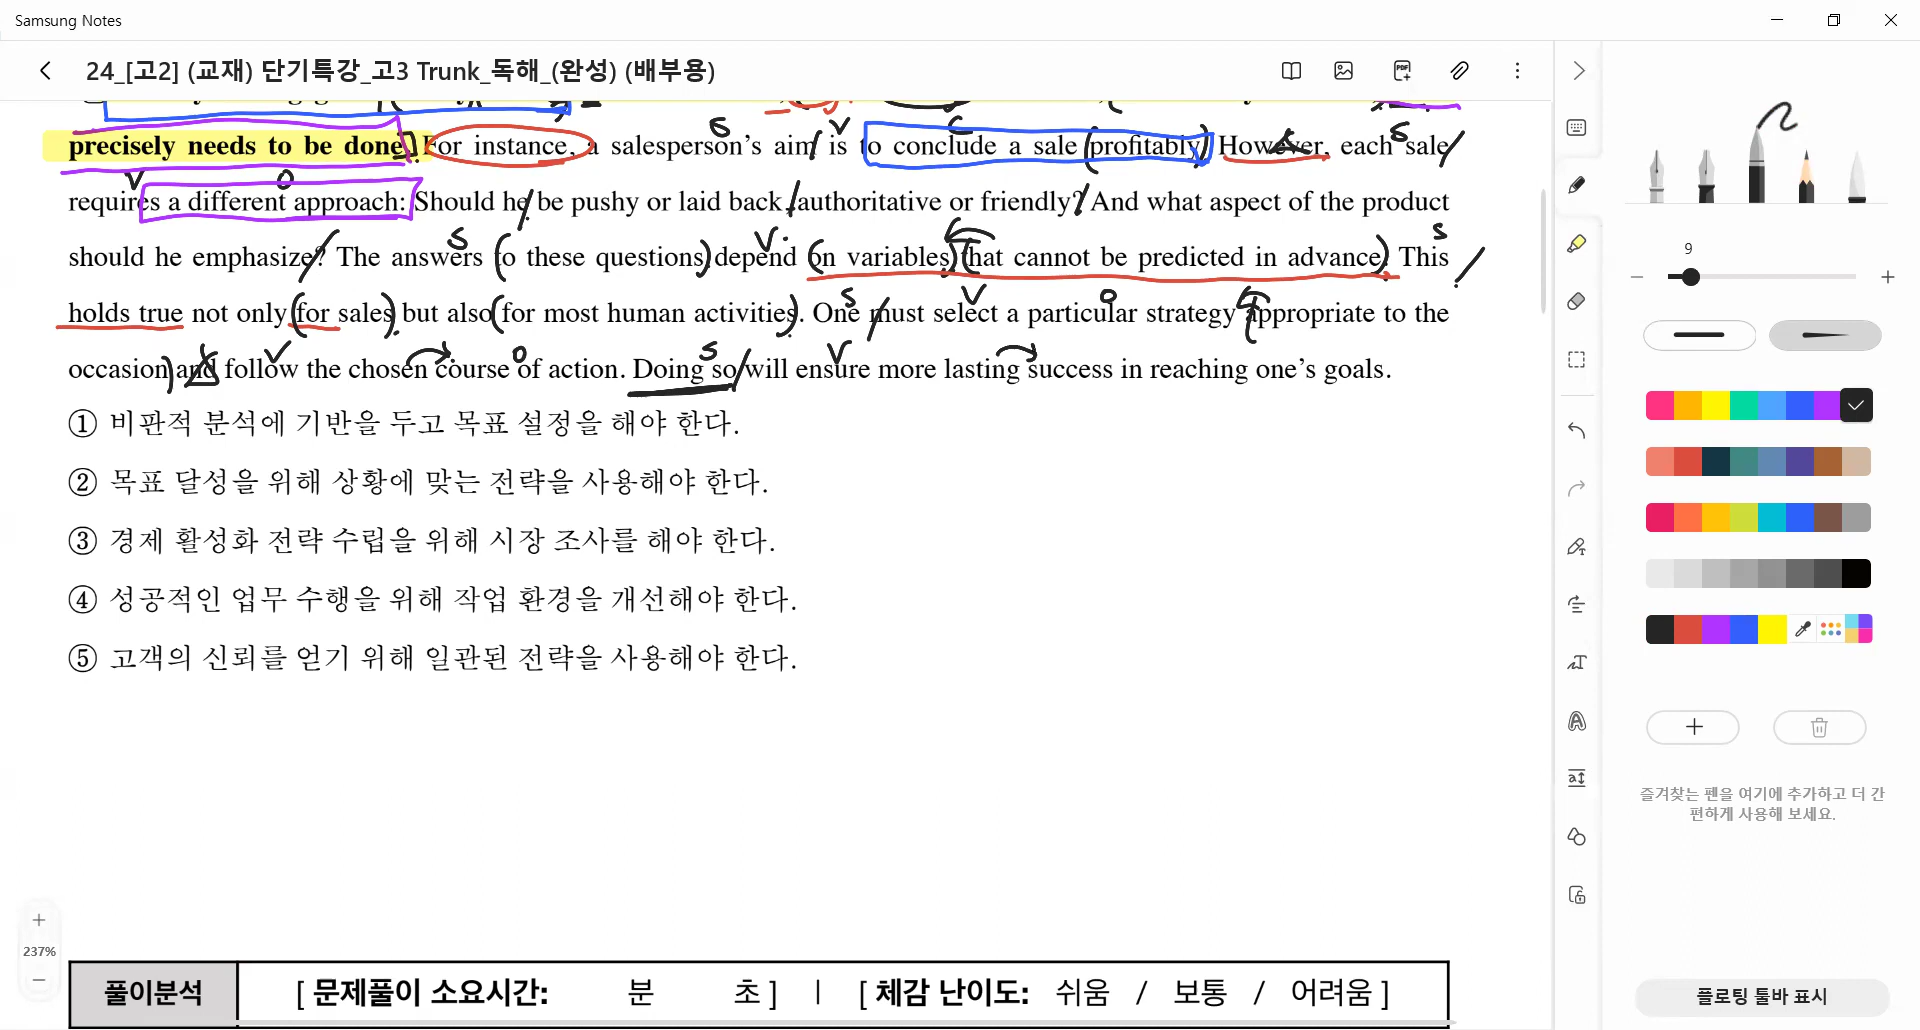 Samsung Notes
24_[고2] (교재) 단기특강_고3 Trunk_독해_(완성) (배부용)
precisely needs to be done. For instance, a salesperson's aim is to conclude a sale profitably. However, each sale
requires a different approach: Should he be pushy or laid back, authoritative or friendly? And what aspect of the product
should he emphasize? The answers to these questions depend on variables that cannot be predicted in advance. This
holds true not only for sales, but also for most human activities. One must select a particular strategy appropriate to the
occasion and follow the chosen course of action. Doing so will ensure more lasting success in reaching one's goals.
① 비판적 분석에 기반을 두고 목표 설정을 해야 한다.
② 목표 달성을 위해 상황에 맞는 전략을 사용해야 한다.
③ 경제 활성화 전략 수립을 위해 시장 조사를 해야 한다.
④ 성공적인 업무 수행을 위해 작업 환경을 개선해야 한다.
⑤ 고객의 신뢰를 얻기 위해 일관된 전략을 사용해야 한다.
풀이분석 [ 문제풀이 소요시간: 분 초 ] | [ 체감 난이도: 쉬움 / 보통 / 어려움 ]
237%
9
즐겨찾는 펜을 여기에 추가하고 더 간
편하게 사용해 보세요.
플로팅 툴바 표시